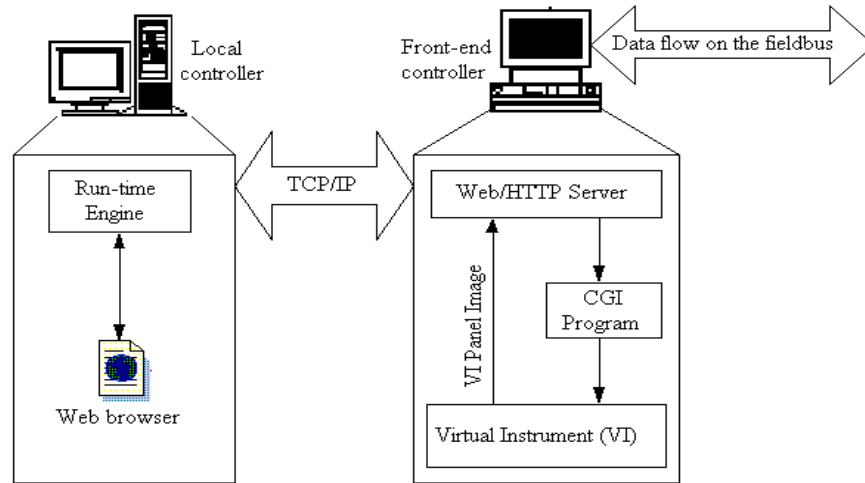 Local
controller
Front-end
controller
Data flow on the fieldbus
Run-time
Engine
TCP/IP
Web/HTTP Server
VI Panel Image
CGI
Program
Web browser
Virtual Instrument (VI)